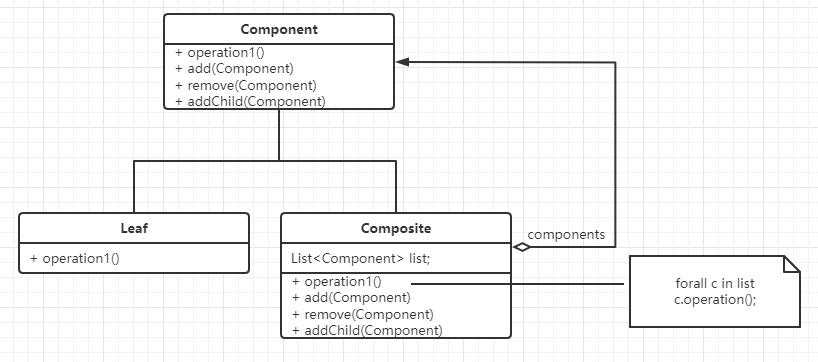 Component
+ operation1()
+ add(Component)
+ remove(Component)
+ addChild(Component)
Leaf
+ operation1()
Composite
List<Component> list;
+ operation1()
+ add(Component)
+ remove(Component)
+ addChild(Component)
components
forall c in list
c.operation();